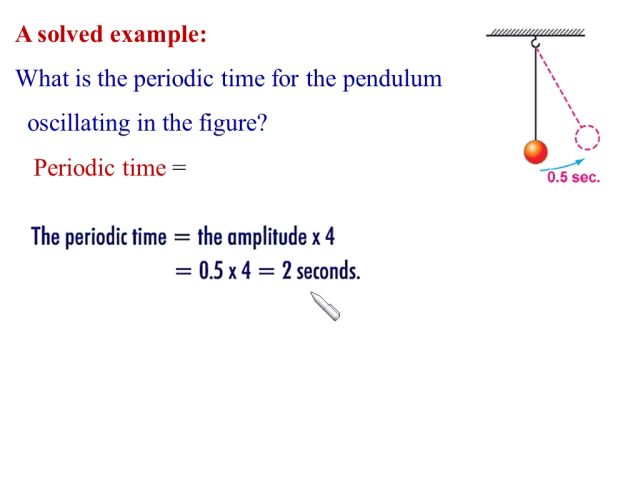 A solved example:
What is the periodic time for the pendulum
oscillating in the figure?
Periodic time =
0.5 sec.
The periodic time = the amplitude x 4
= 0.5 x 4 = 2 seconds.